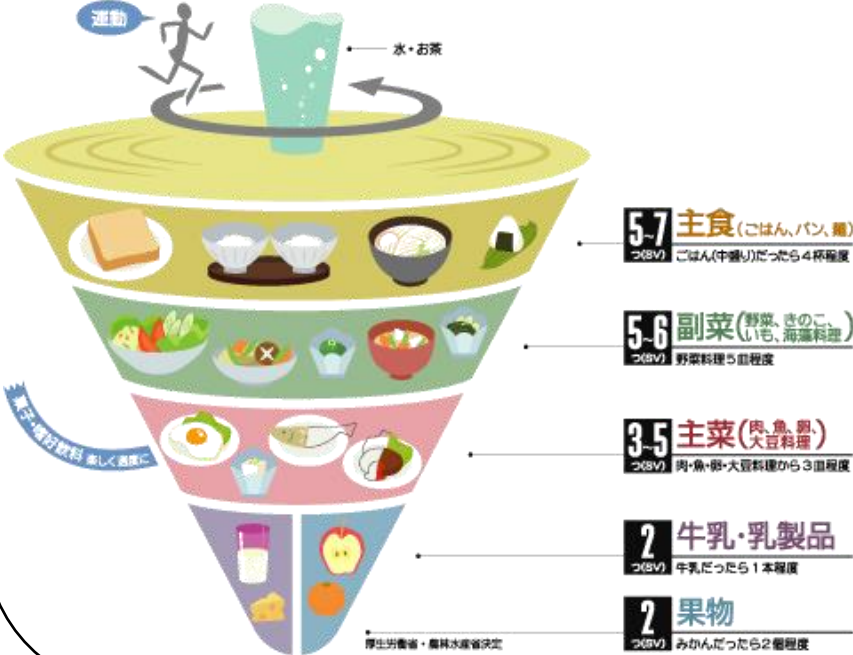 運動
水・お茶
5~7 つ(SV) 主食(ごはん、パン、麺)
ごはん(中盛り)だったら4杯程度
5~6 つ(SV) 副菜(野菜、きのこ、
いも、海藻料理)
野菜料理5皿程度
菓子・嗜好飲料 楽しく適度に
3~5 つ(SV) 主菜(肉、魚、卵、
大豆料理)
肉・魚・卵・大豆料理から3皿程度
2 つ(SV) 牛乳・乳製品
牛乳だったら1本程度
2 つ(SV) 果物
みかんだったら2個程度
厚生労働省・農林水産省決定